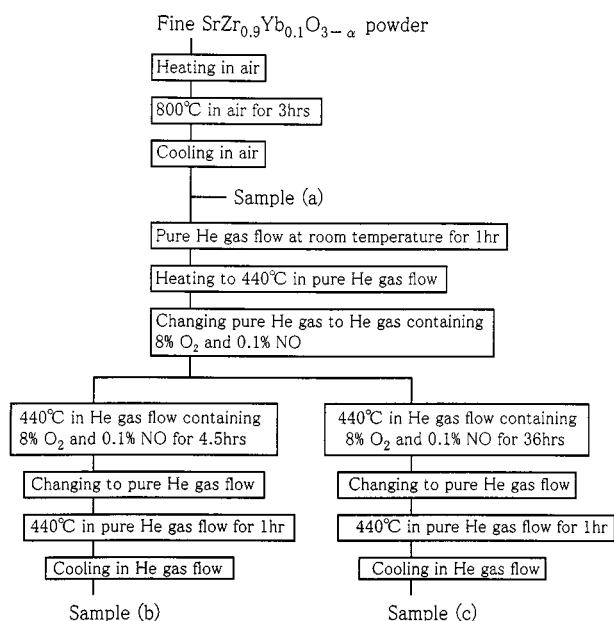 Fine SrZr0.9Yb0.1O3−α powder
Heating in air
800℃ in air for 3hrs
Cooling in air
Sample (a)
Pure He gas flow at room temperature for 1hr
Heating to 440℃ in pure He gas flow
Changing pure He gas to He gas containing
8% O2 and 0.1% NO
440℃ in He gas flow containing
8% O2 and 0.1% NO for 4.5hrs
Changing to pure He gas flow
440℃ in pure He gas flow for 1hr
Cooling in He gas flow
Sample (b)
440℃ in He gas flow containing
8% O2 and 0.1% NO for 36hrs
Changing to pure He gas flow
440℃ in pure He gas flow for 1hr
Cooling in He gas flow
Sample (c)